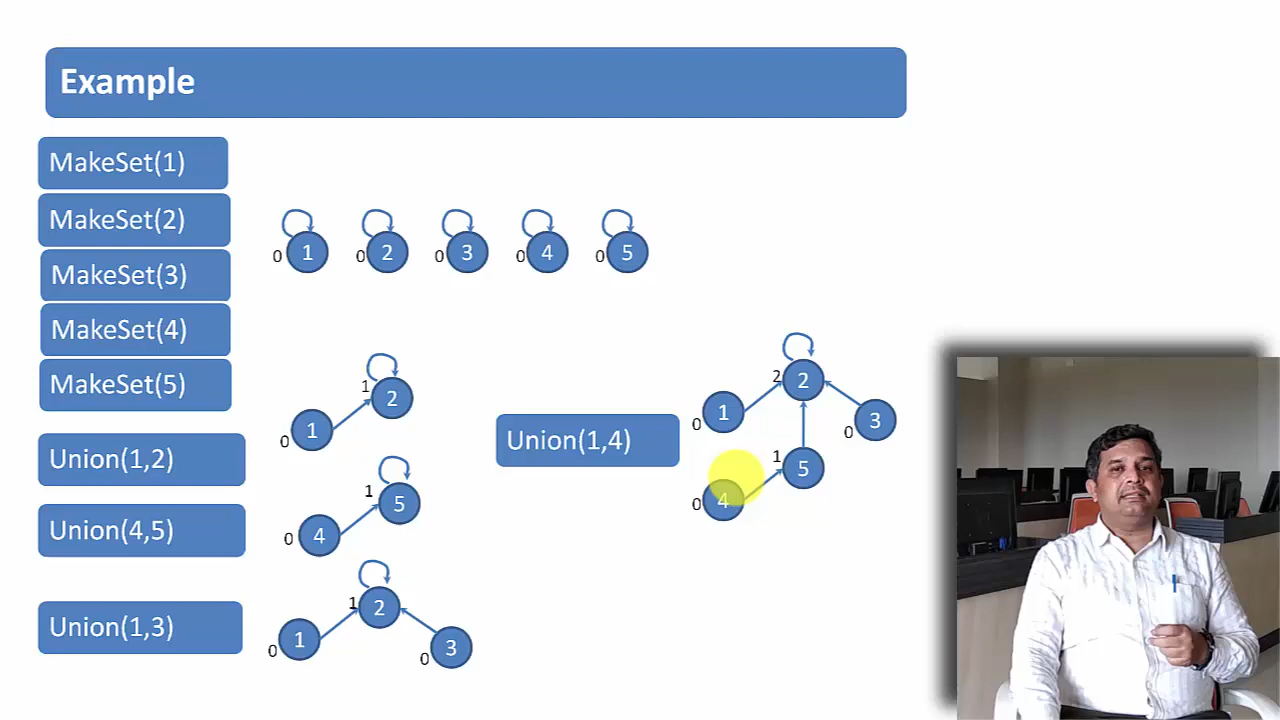 Example
MakeSet(1)
MakeSet(2)
MakeSet(3)
MakeSet(4)
MakeSet(5)
0 1 0 2 0 3 0 4 0 5
Union(1,2)
1 2
0 1
Union(4,5)
1 5
0 4
Union(1,3)
1 2
0 1
0 3
Union(1,4)
2 2
0 1
0 3
1 5
0 4